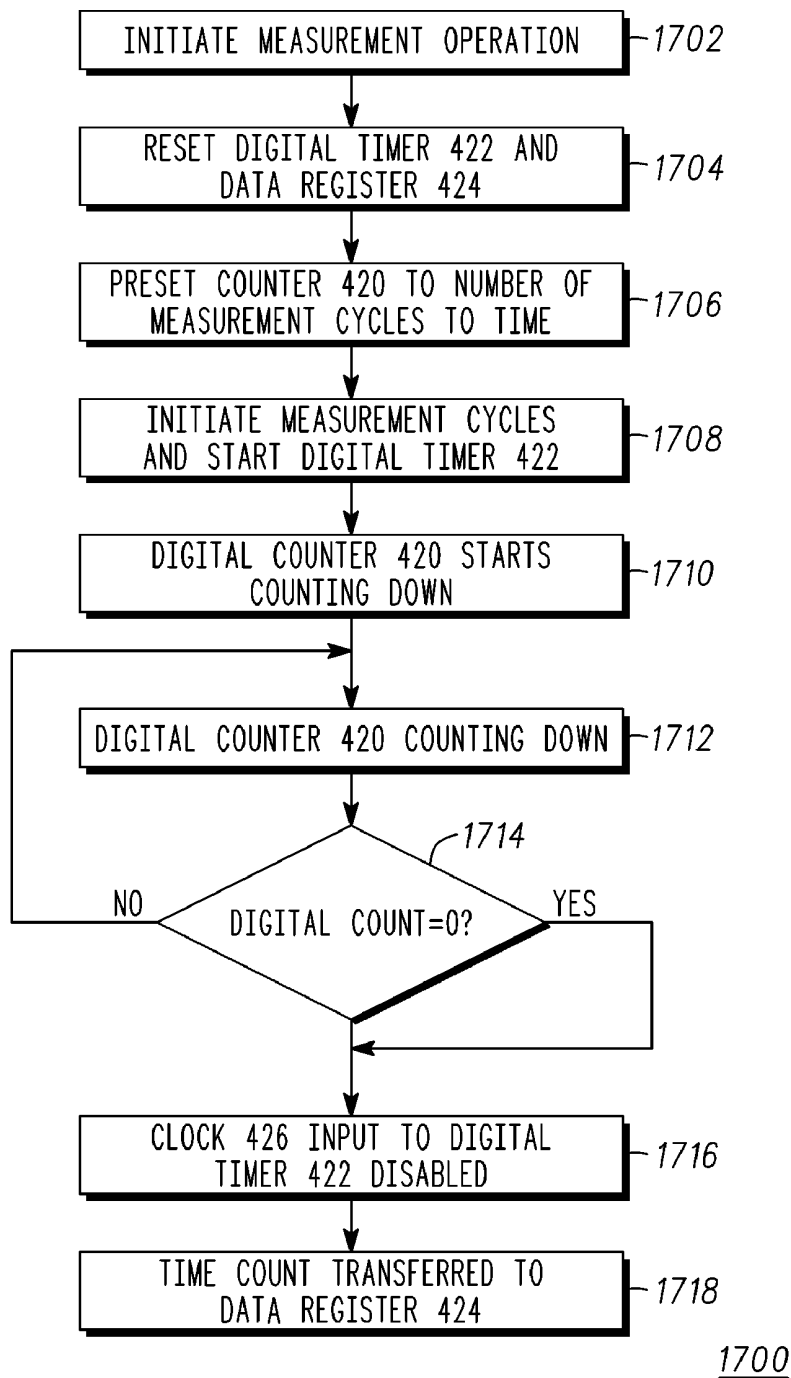 INITIATE MEASUREMENT OPERATION
1702
RESET DIGITAL TIMER 422 AND
DATA REGISTER 424
1704
PRESET COUNTER 420 TO NUMBER OF
MEASUREMENT CYCLES TO TIME
1706
INITIATE MEASUREMENT CYCLES
AND START DIGITAL TIMER 422
1708
DIGITAL COUNTER 420 STARTS
COUNTING DOWN
1710
DIGITAL COUNTER 420 COUNTING DOWN
1712
1714
NO
DIGITAL COUNT=0?
YES
CLOCK 426 INPUT TO DIGITAL
TIMER 422 DISABLED
1716
TIME COUNT TRANSFERRED TO
DATA REGISTER 424
1718
1700